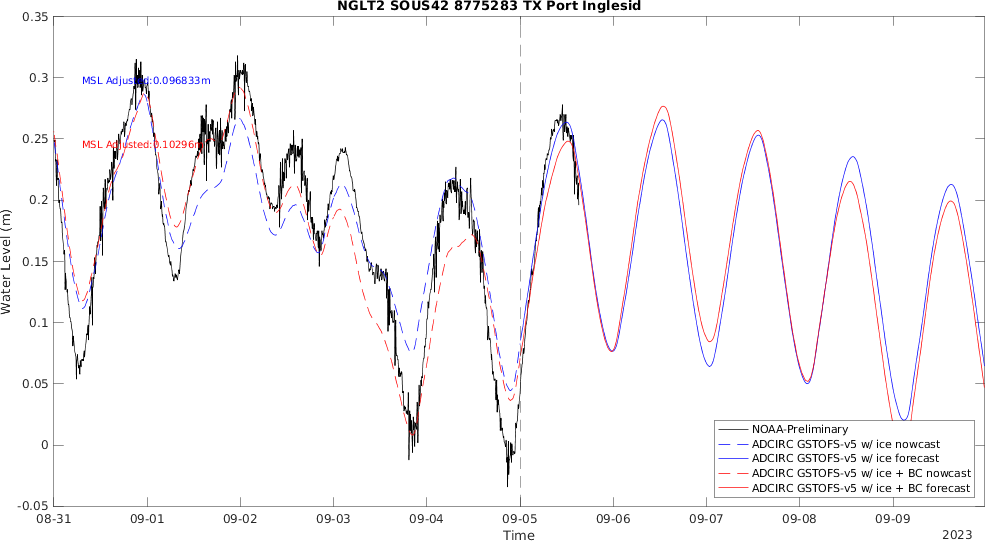 NGLT2 SOUS42 8775283 TX Port Inglesid
0.35
0.3
0.25
0.2
0.15
0.1
0.05
0
-0.05
Water Level (m)
MSL Adjusted:0.096833m
MSL Adjusted:0.10296m
NOAA-Preliminary
ADCIRC GSTOFS-v5 w/ ice nowcast
ADCIRC GSTOFS-v5 w/ ice forecast
ADCIRC GSTOFS-v5 w/ ice + BC nowcast
ADCIRC GSTOFS-v5 w/ ice + BC forecast
08-31 09-01 09-02 09-03 09-04 09-05 09-06 09-07 09-08 09-09
Time
2023